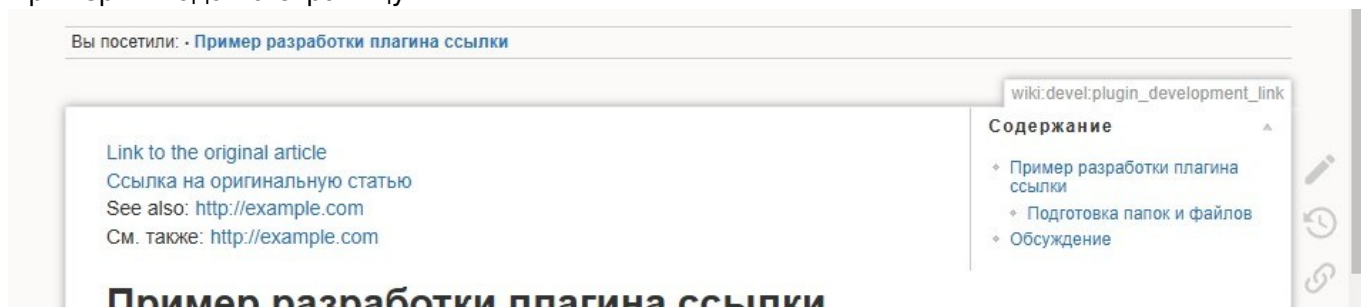 Вы посетили: • Пример разработки плагина ссылки
wiki:devel:plugin_development_link
Link to the original article
Ссылка на оригинальную статью
See also: http://example.com
См. также: http://example.com
Содержание
Пример разработки плагина
ссылки
Подготовка папок и файлов
Обсуждение
Пример разработки плагина ссылки